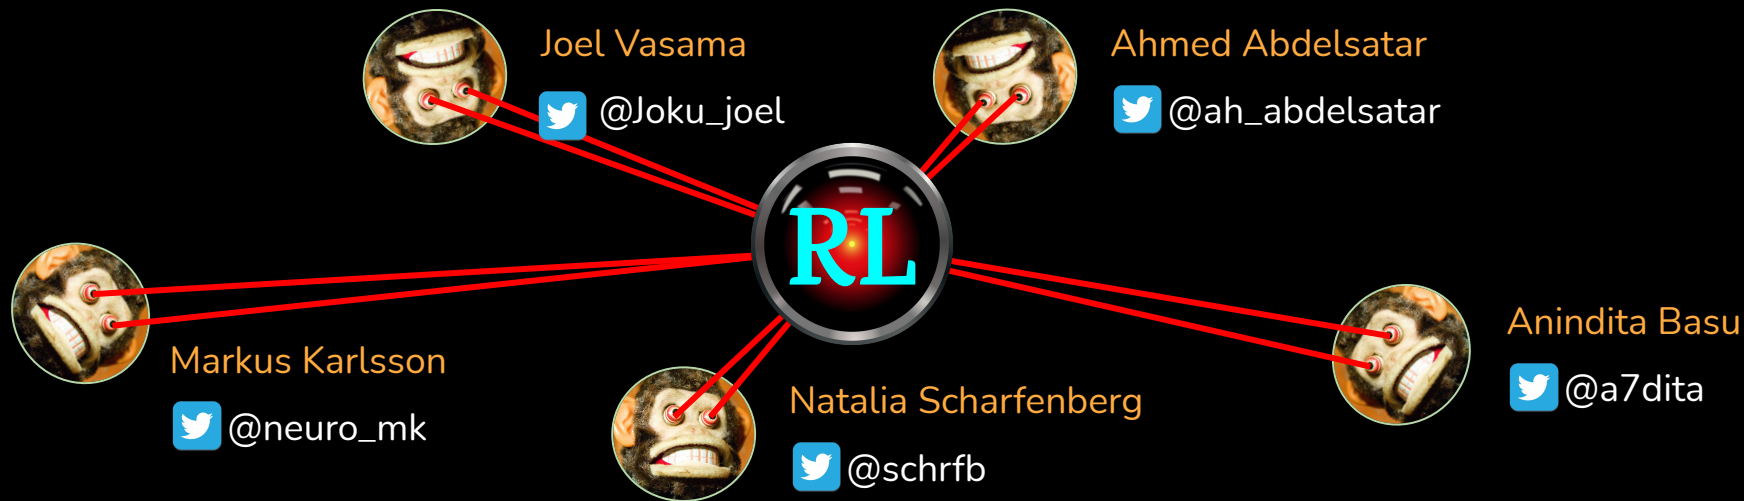 Joel Vasama
@Joku_joel
Ahmed Abdelsatar
@ah_abdelsatar
RL
Markus Karlsson
@neuro_mk
Natalia Scharfenberg
@schrfb
Anindita Basu
@a7dita